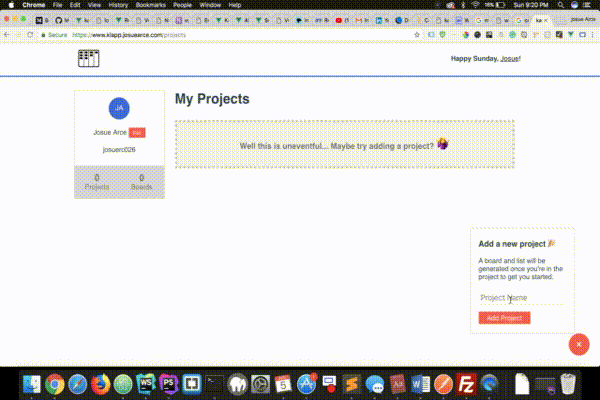 Chrome File Edit View History Bookmarks People Window Help
16% Sun 9:20 PM
Josue Arce
Secure https://www.klapp.josuearce.com/projects
Happy Sunday, Josue!
JA
Josue Arce
josuerc026
0 0
Projects Boards
My Projects
Well this is uneventful... Maybe try adding a project?
Add a new project
A board and list will be
generated once you're in the
project to get you started.
Project Name
Add Project
×